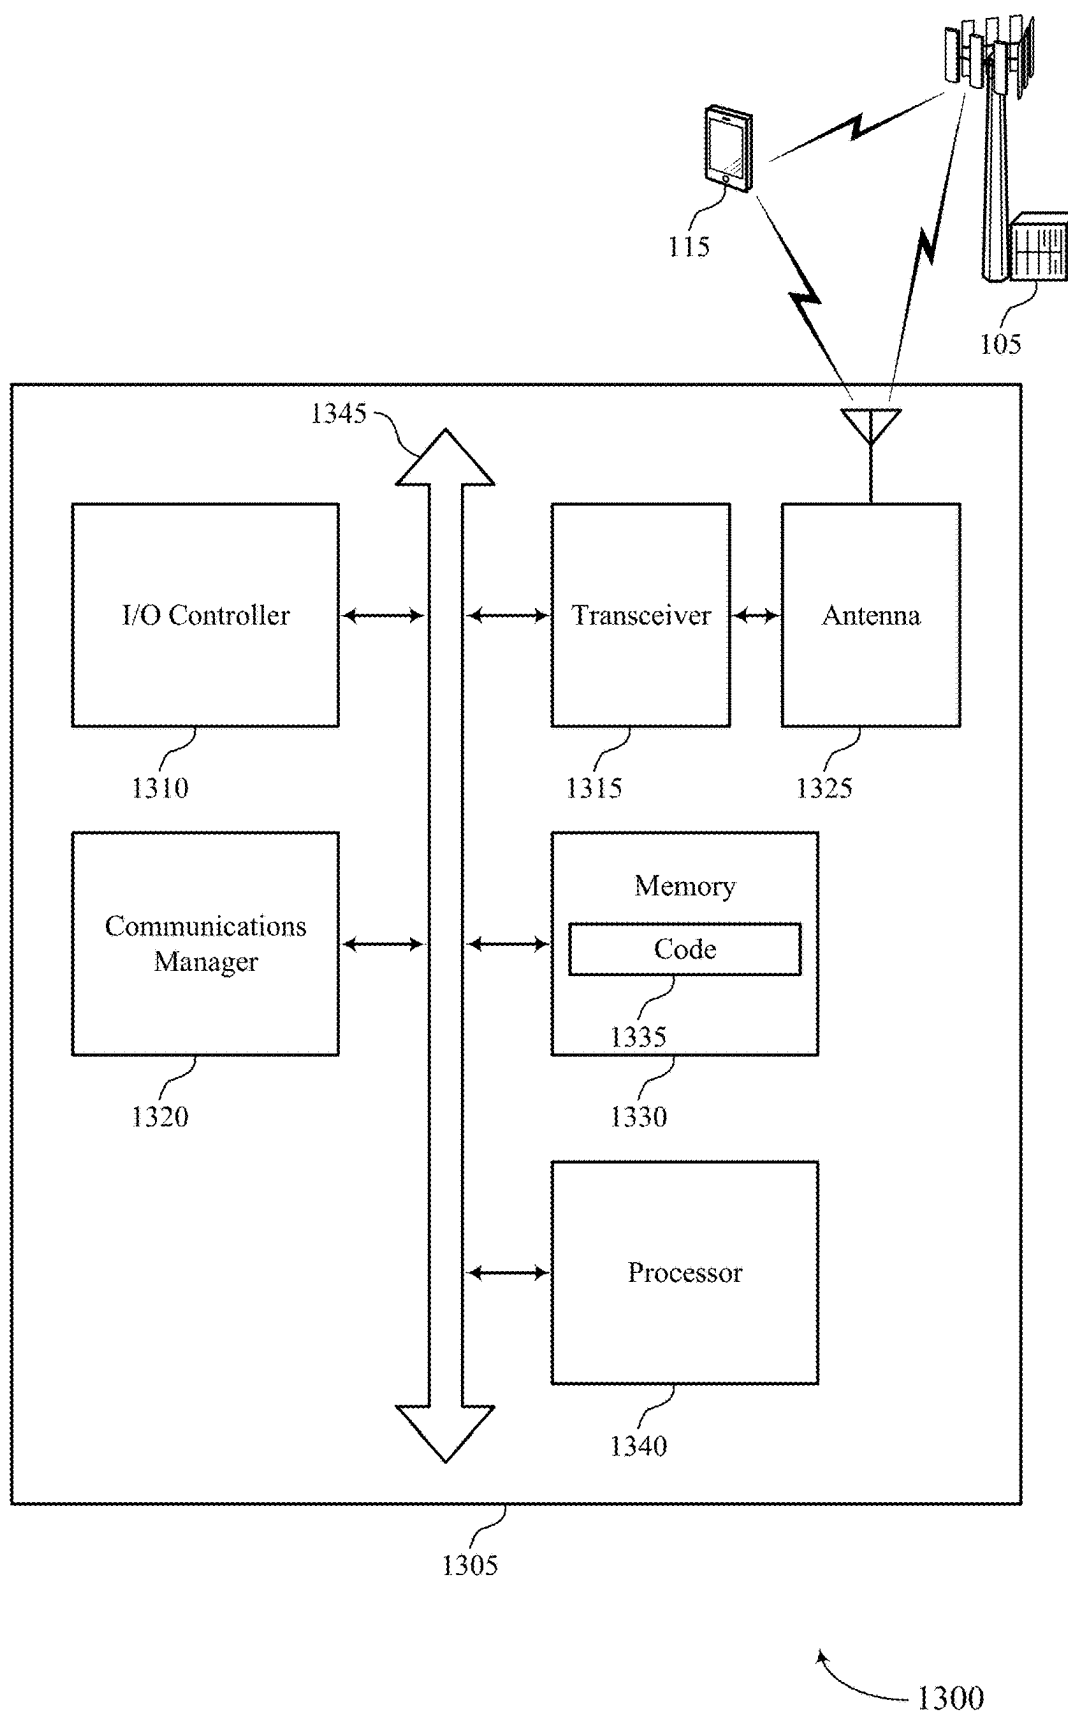 115
105
1345
I/O Controller
Transceiver
Antenna
1310
1315
1325
Communications
Manager
Memory
Code
1335
1320
1330
Processor
1340
1305
1300